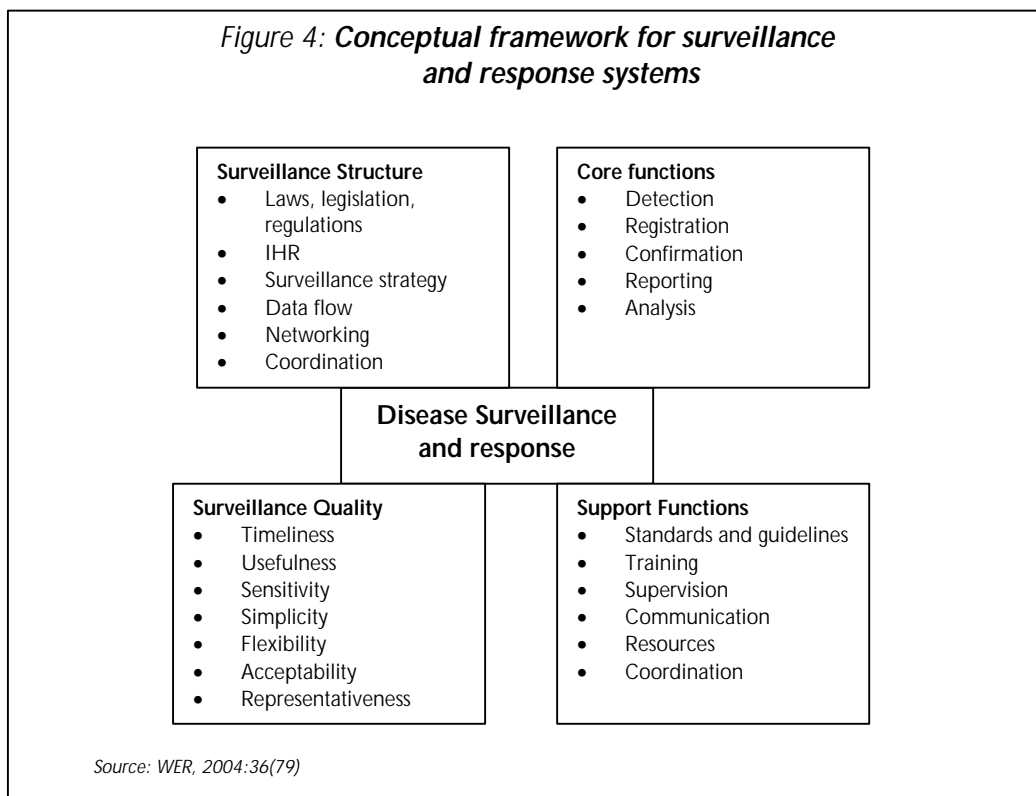 Figure 4: Conceptual framework for surveillance
and response systems
Surveillance Structure
• Laws, legislation,
regulations
• IHR
• Surveillance strategy
• Data flow
• Networking
• Coordination
Core functions
• Detection
• Registration
• Confirmation
• Reporting
• Analysis
Disease Surveillance
and response
Surveillance Quality
• Timeliness
• Usefulness
• Sensitivity
• Simplicity
• Flexibility
• Acceptability
• Representativeness
Support Functions
• Standards and guidelines
• Training
• Supervision
• Communication
• Resources
• Coordination
Source: WER, 2004:36(79)